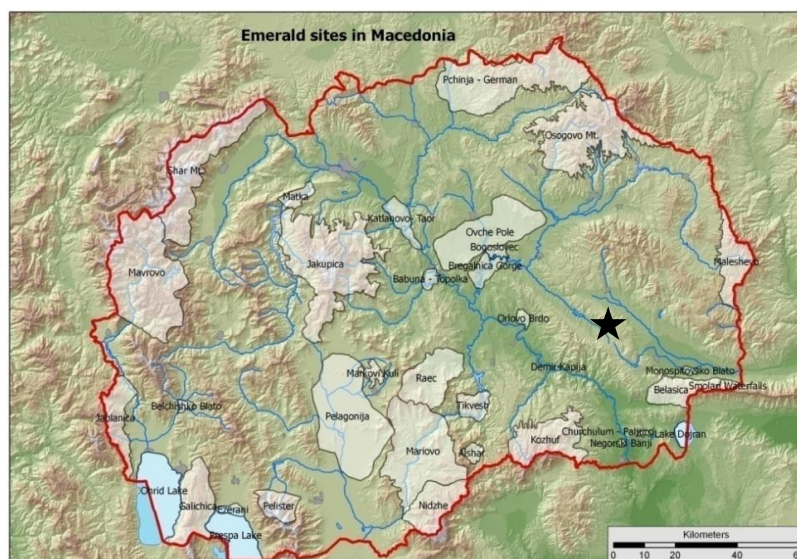 Emerald sites in Macedonia
Pchinja - German
Osogovo Mt.
Shar Mt.
Matka
Katlanovo- Taor
Ovche Pole
Bogoslovec
Mavrovo
Jakupica
Babuna - Topolka
Bregalnica Gorge
Maleshevo
Orlovo Brdo
Markovi Kuli
Raec
Demir Kapija
Monospitovsko Blato
Belasica
Smolari Waterfalls
Jablanica
Belchishko Blato
Pelagonija
Tikvesh
Mariovo
Alshar
Kozhuf
Negorski Banji
Lake Dojran
Ohrid Lake
Galichica
Ezerani
Prespa Lake
Pelister
Nidzhe
Kilometers
0
10
20
40